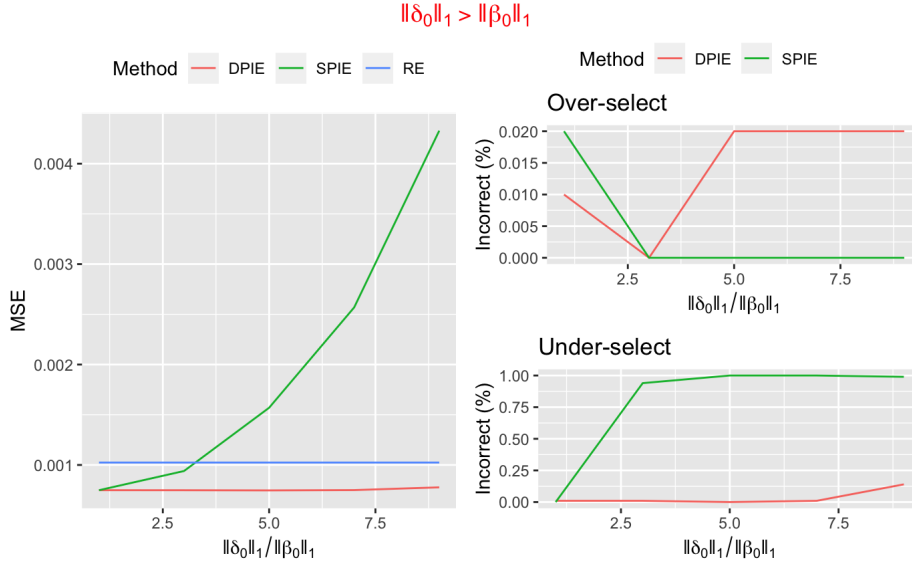 ‖δ₀‖₁ > ‖β₀‖₁
Method DPIE SPIE RE
MSE
0.004
0.003
0.002
0.001
2.5 5.0 7.5
‖δ₀‖₁/‖β₀‖₁
Method DPIE SPIE
Over-select
Incorrect (%)
0.020
0.015
0.010
0.005
0.000
2.5 5.0 7.5
‖δ₀‖₁/‖β₀‖₁
Under-select
Incorrect (%)
1.00
0.75
0.50
0.25
0.00
2.5 5.0 7.5
‖δ₀‖₁/‖β₀‖₁